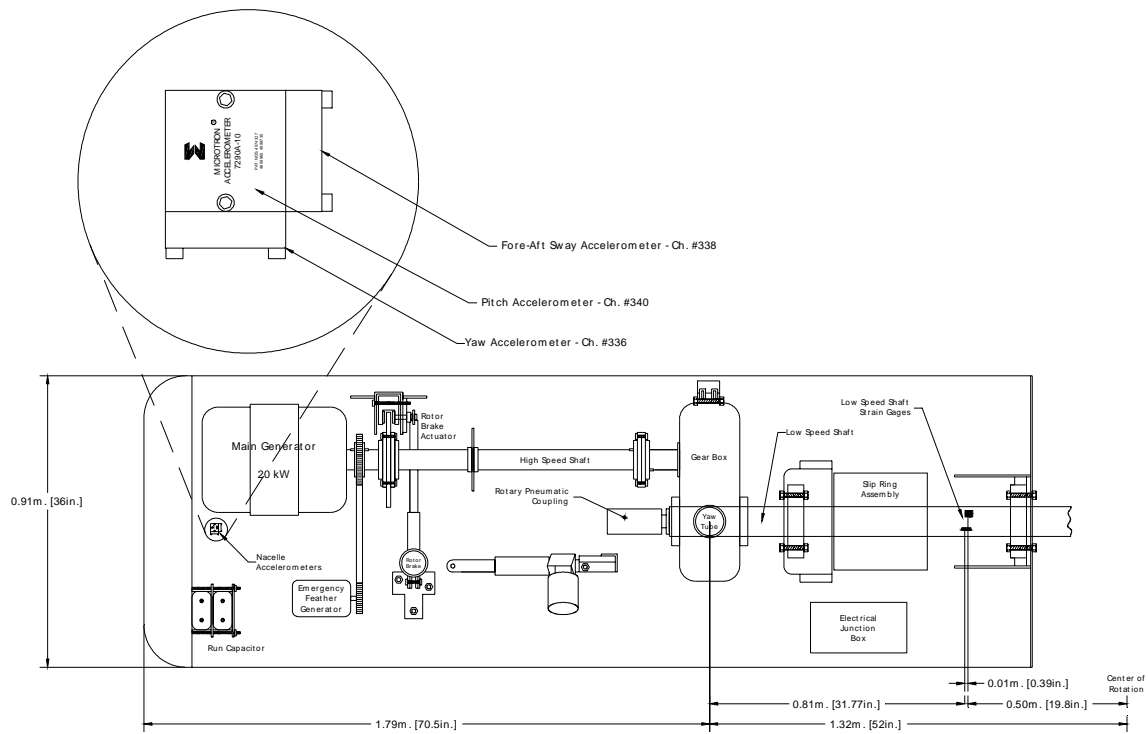 MICROTRON ®
ACCELEROMETER
7290A-10
Fore-Aft Sway Accelerometer - Ch. #338
Pitch Accelerometer - Ch. #340
Yaw Accelerometer - Ch. #336
0.91m. [36in.]
Main Generator
20 kW
Rotor
Brake
Actuator
High Speed Shaft
Gear Box
Low Speed Shaft
Strain Gages
Low Speed Shaft
Slip Ring
Assembly
Rotary Pneumatic
Coupling
Yaw
Tube
Nacelle
Accelerometers
Rotor
Brake
Emergency
Feather
Generator
Run Capacitor
Electrical
Junction
Box
0.01m. [0.39in.]
Center of
Rotation
0.81m. [31.77in.]
0.50m. [19.8in.]
1.79m. [70.5in.]
1.32m. [52in.]